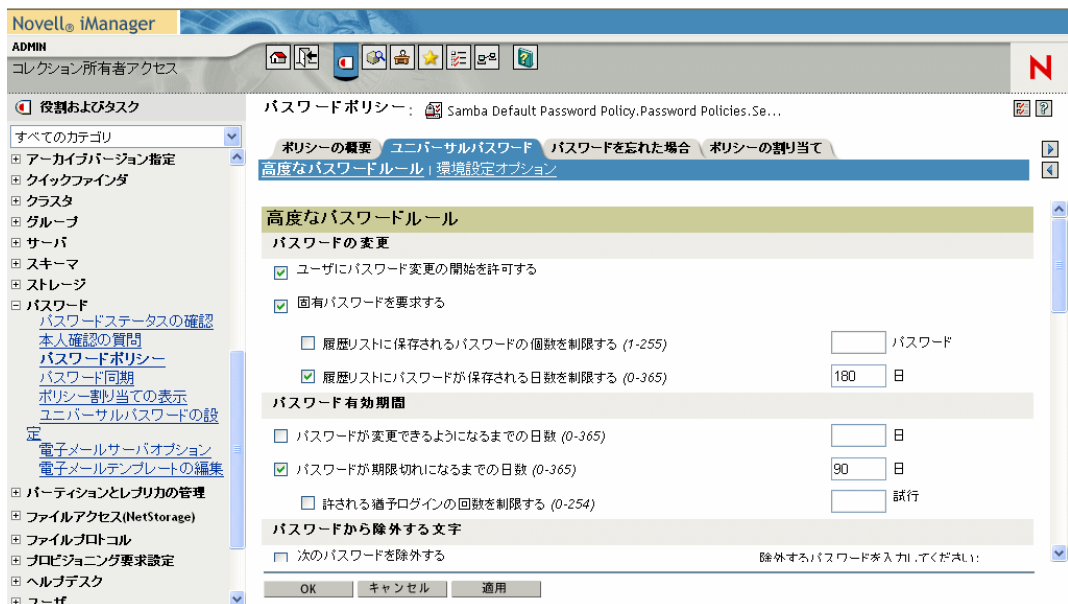 Novell® iManager
ADMIN
コレクション所有者アクセス
N
役割およびタスク
すべてのカテゴリ
アーカイブバージョン指定
クイックファインダ
クラスタ
グループ
サーバ
スキーマ
ストレージ
パスワード
パスワードステータスの確認
本人確認の質問
パスワードポリシー
パスワード同期
ポリシー割り当ての表示
ユニバーサルパスワードの設
定
電子メールサーバオプション
電子メールテンプレートの編集
パーティションとレプリカの管理
ファイルアクセス(NetStorage)
ファイルプロトコル
プロビジョニング要求設定
ヘルプデスク
ユーザ
パスワードポリシー: Samba Default Password Policy.Password Policies.Se...
ポリシーの概要 ユニバーサルパスワード パスワードを忘れた場合 ポリシーの割り当て
高度なパスワードルール | 環境設定オプション
高度なパスワードルール
パスワードの変更
ユーザにパスワード変更の開始を許可する
固有パスワードを要求する
履歴リストに保存されるパスワードの個数を制限する (1-255) パスワード
履歴リストにパスワードが保存される日数を制限する (0-365) 180 日
パスワード有効期間
パスワードが変更できるようになるまでの日数 (0-365) 日
パスワードが期限切れになるまでの日数 (0-365) 90 日
許される猶予ログインの回数を制限する (0-254) 試行
パスワードから除外する文字
次のパスワードを除外する 除外するパスワードを入力してください:
OK キャンセル 適用